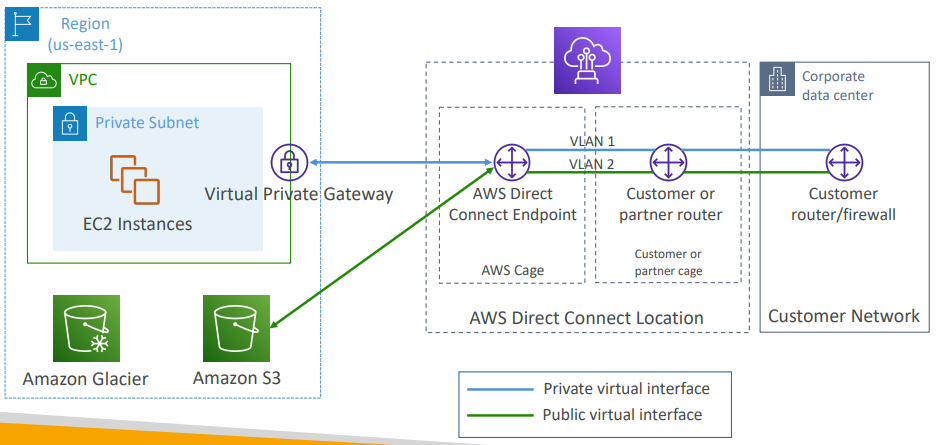 Region
(us-east-1)
VPC
Private Subnet
EC2 Instances
Virtual Private Gateway
Amazon Glacier
Amazon S3
VLAN 1
VLAN 2
AWS Direct
Connect Endpoint
AWS Cage
Customer or
partner router
Customer or
partner cage
AWS Direct Connect Location
Corporate
data center
Customer
router/firewall
Customer Network
Private virtual interface
Public virtual interface